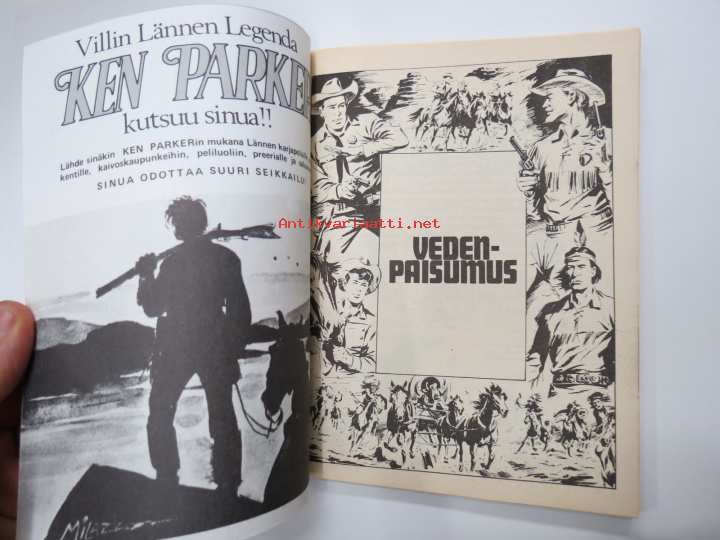 Villin Lännen Legenda
KEN PARKER
kutsuu sinua!!
Lähde sinäkin KEN PARKERin mukana Lännen
kentille, kaivoskaupunkeihin, peliluoliin, preerialle ja
SINUA ODOTTAA SUURI SEIKKAILU!
Antikvariaatti.net
VEDEN-
PAISUMUS